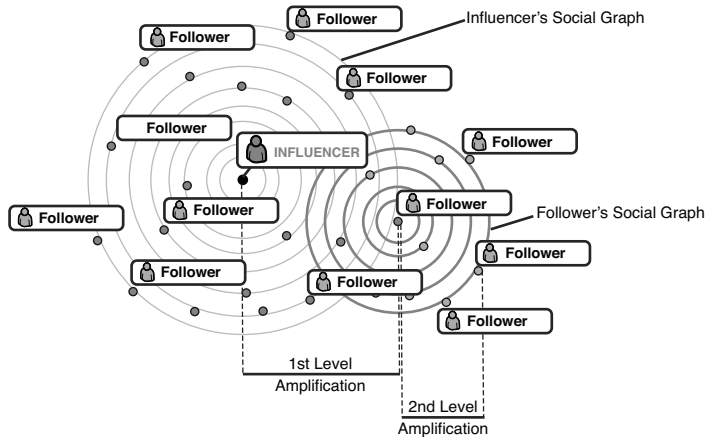 Follower
Influencer’s Social Graph
Follower
Follower
Follower
Follower
INFLUENCER
Follower
Follower
Follower
Follower
Follower’s Social Graph
Follower
Follower
Follower
Follower
1st Level
Amplification
2nd Level
Amplification